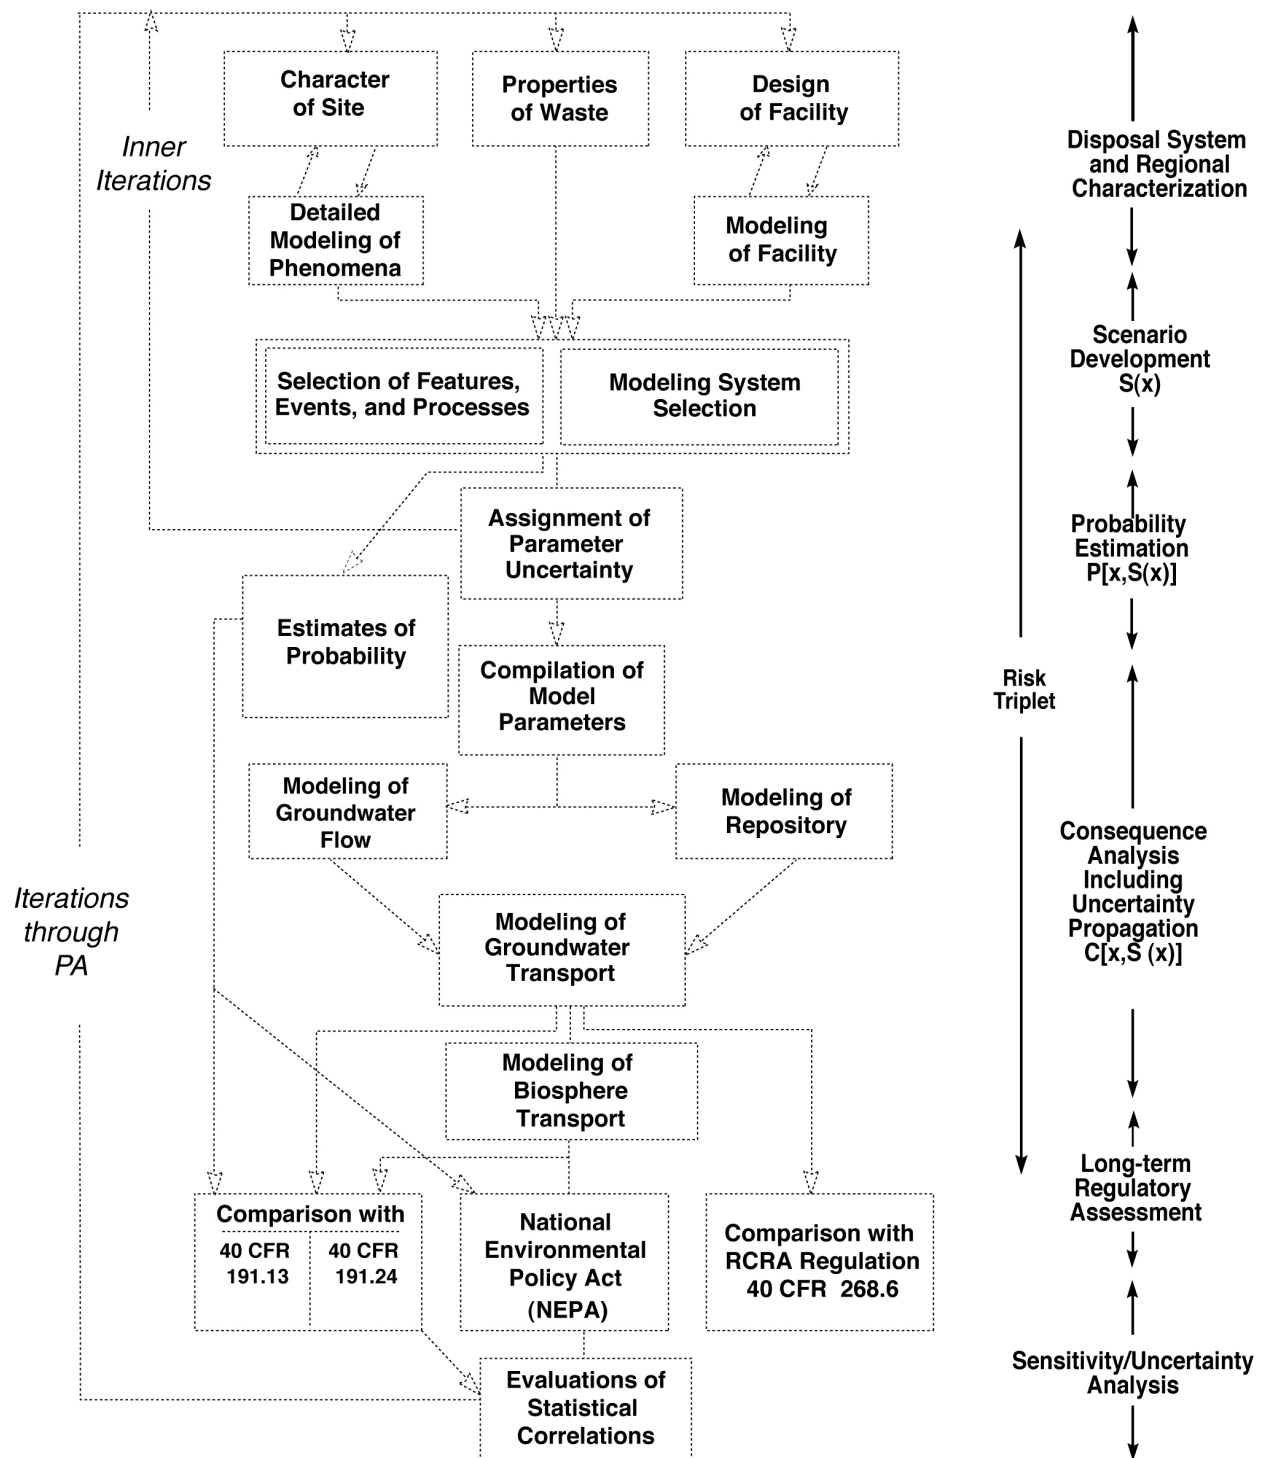 Character
of Site
Properties
of Waste
Design
of Facility
Inner
Iterations
Detailed
Modeling of
Phenomena
Modeling
of Facility
Selection of Features,
Events, and Processes
Modeling System
Selection
Assignment of
Parameter
Uncertainty
Estimates of
Probability
Compilation of
Model
Parameters
Modeling of
Groundwater
Flow
Modeling of
Repository
Iterations
through
PA
Modeling of
Groundwater
Transport
Modeling of
Biosphere
Transport
Comparison with
40 CFR
191.13
40 CFR
191.24
National
Environmental
Policy Act
(NEPA)
Comparison with
RCRA Regulation
40 CFR 268.6
Evaluations of
Statistical
Correlations
Risk
Triplet
Disposal System
and Regional
Characterization
Scenario
Development
S(x)
Probability
Estimation
P[x,S(x)]
Consequence
Analysis
Including
Uncertainty
Propagation
C[x,S (x)]
Long-term
Regulatory
Assessment
Sensitivity/Uncertainty
Analysis